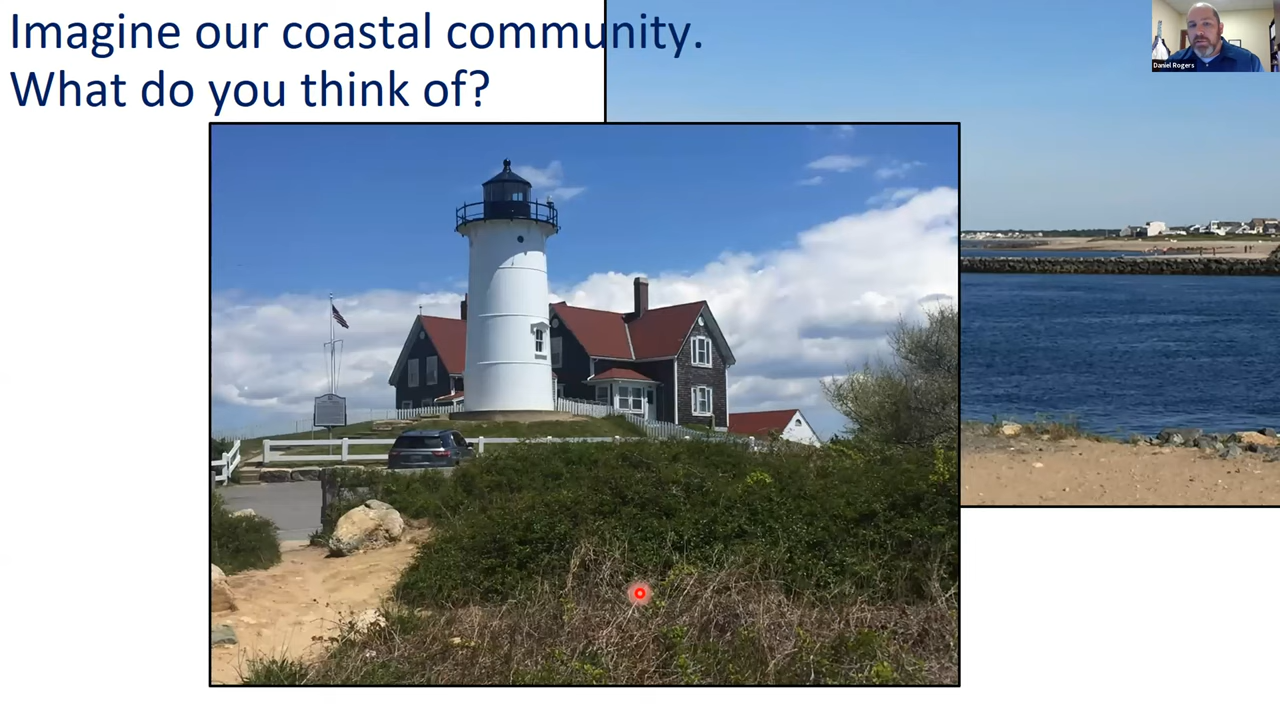 Imagine our coastal community.
What do you think of?
Daniel Rogers